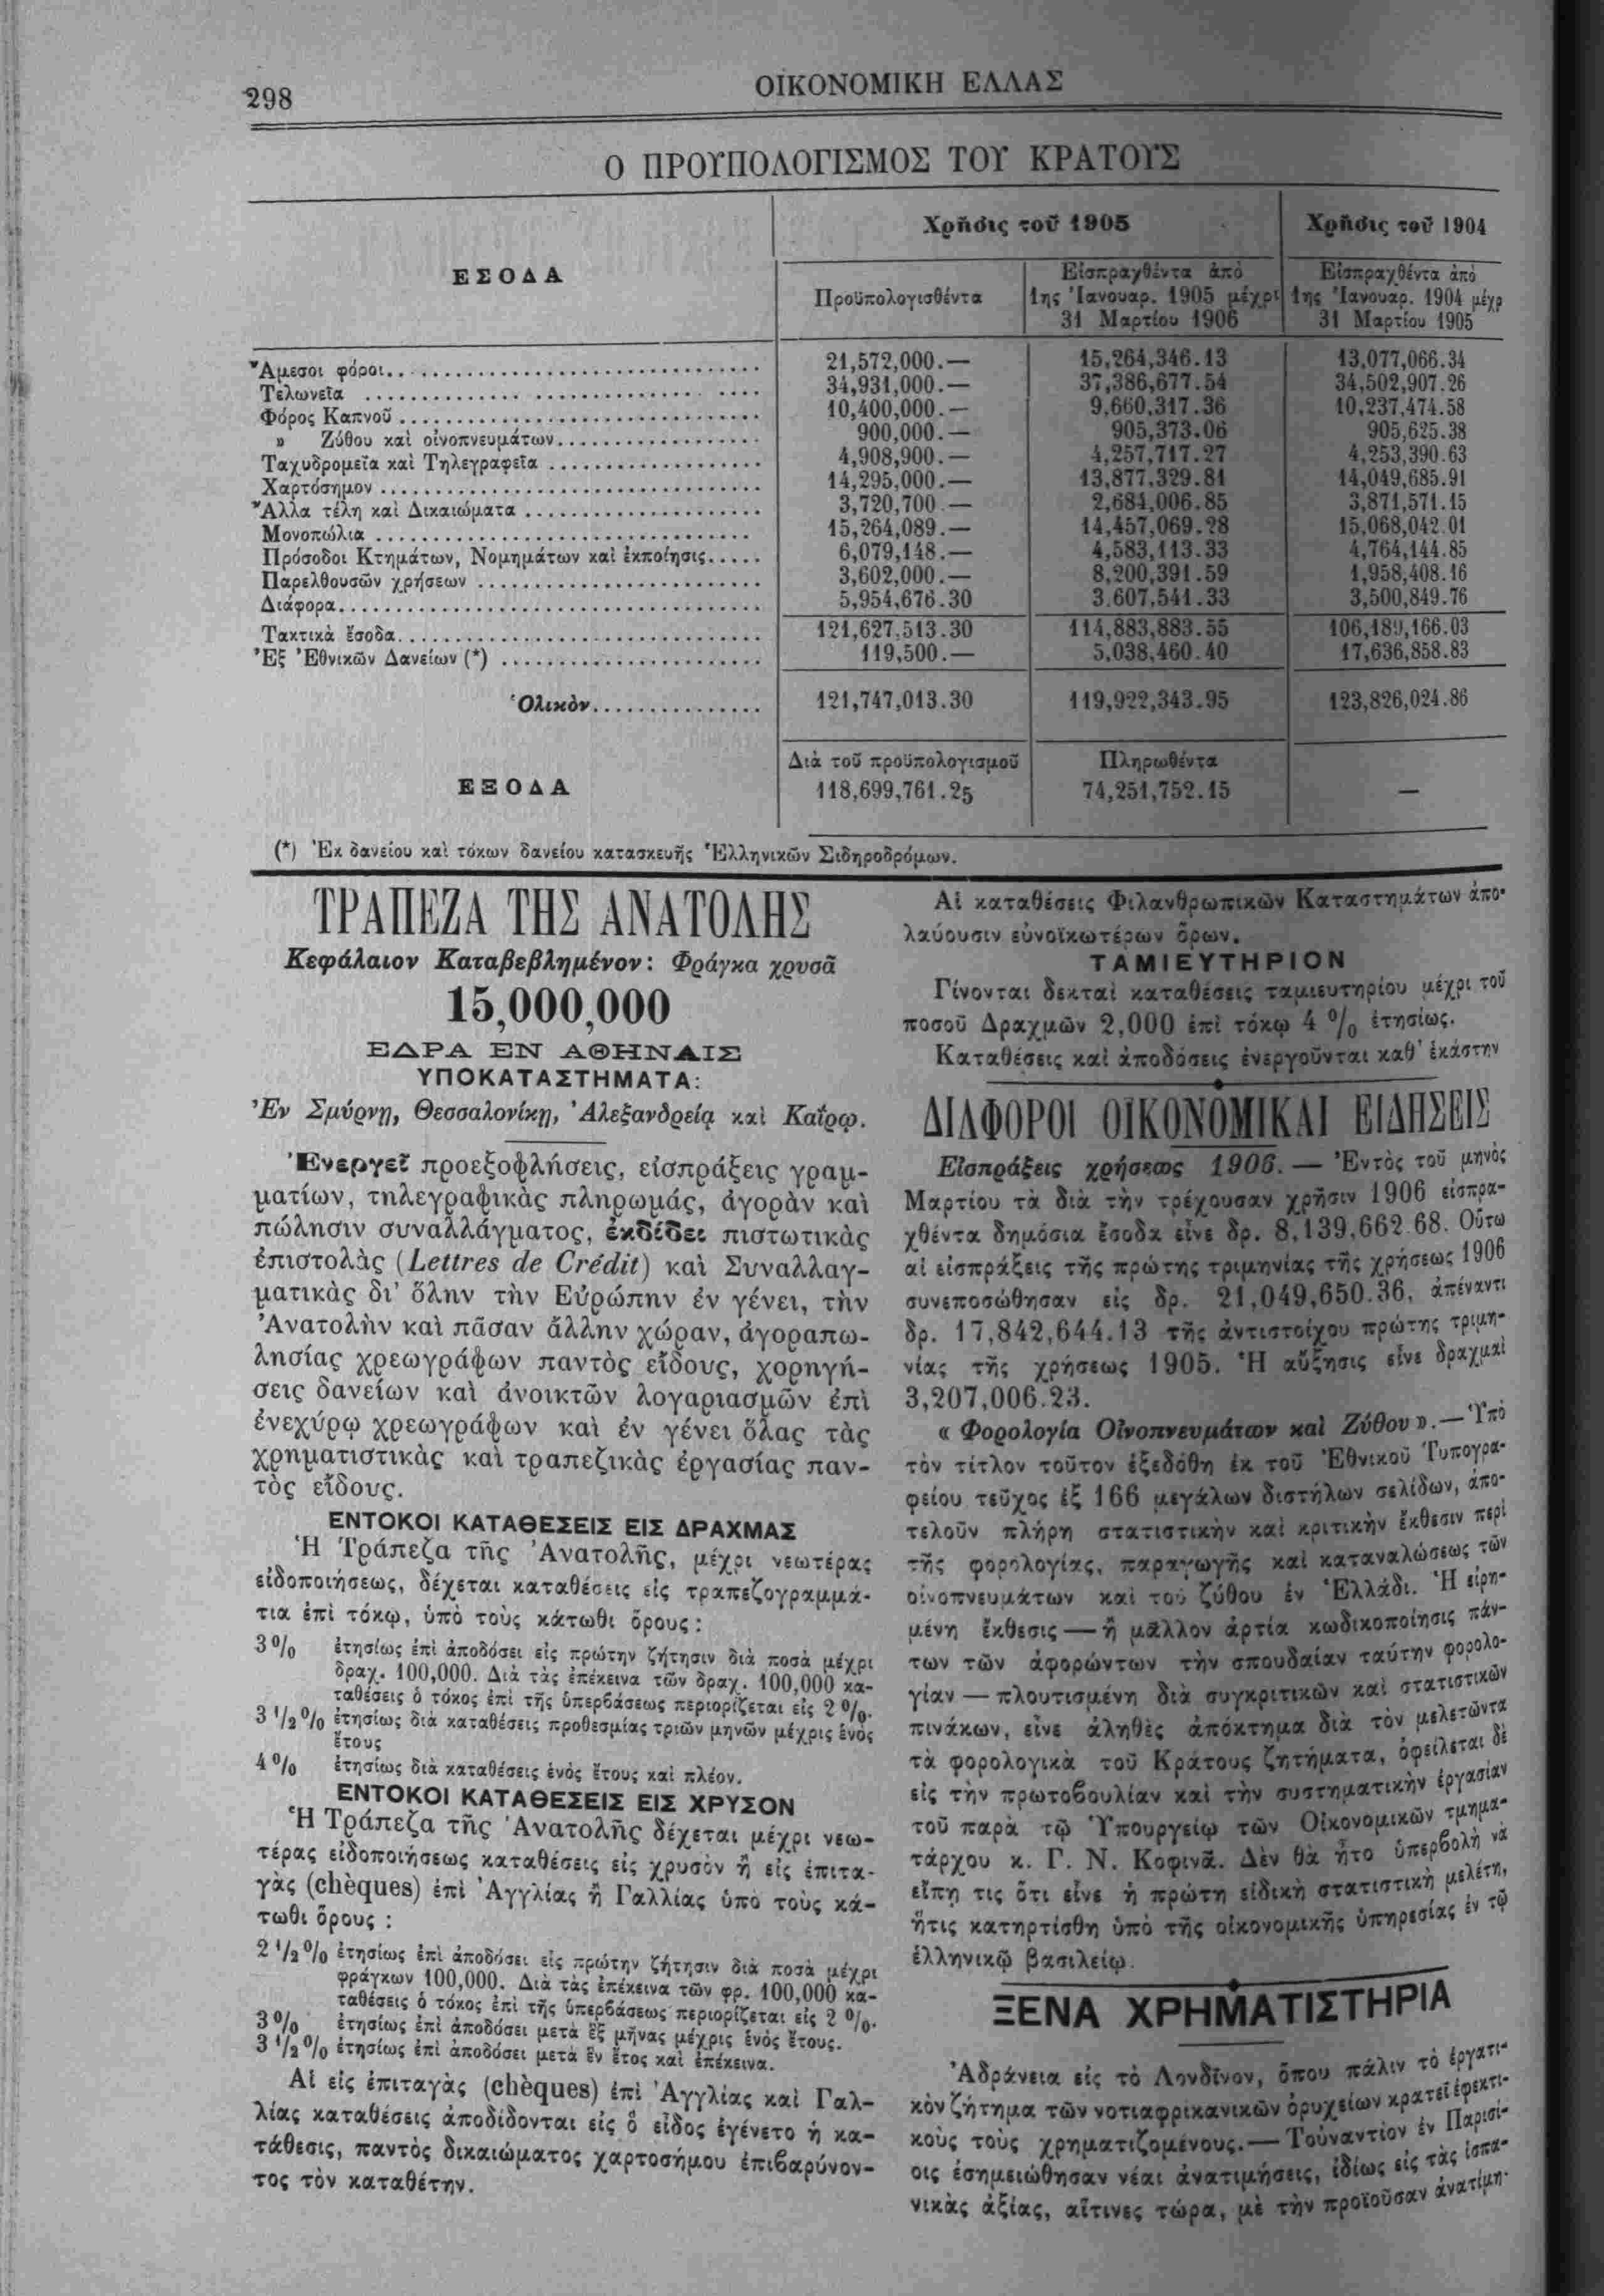 298
ΟΙΚΟΝΟΜΙΚΗ ΕΛΛΑΣ
Ο ΠΡΟΥΠΟΛΟΓΙΣΜΟΣ ΤΟΥ ΚΡΑΤΟΥΣ
ΕΣΟΔΑ
Χρῆσις τοῦ 1905
Χρῆσις τοῦ 1904
Προϋπολογισθέντα
Εἰσπραχθέντα ἀπὸ
1ης Ἰανουαρ. 1905 μέχρι
31 Μαρτίου 1906
Εἰσπραχθέντα ἀπὸ
1ης Ἰανουαρ. 1904 μέχρ
31 Μαρτίου 1905
Ἄμεσοι φόροι 21,572,000.— 15,264,346.13 13,077,066.34
Τελωνεῖα 34,931,000.— 37,386,677.54 34,502,907.26
Φόρος Καπνοῦ 10,400,000.— 9,660,317.36 10,237,474.58
» Ζύθου καὶ οἰνοπνευμάτων 900,000.— 905,373.06 905,625.38
Ταχυδρομεῖα καὶ Τηλεγραφεῖα 4,908,900.— 4,257,717.27 4,253,390.63
Χαρτόσημον 14,295,000.— 13,877,329.81 14,049,685.91
Ἄλλα τέλη καὶ Δικαιώματα 3,720,700.— 2,684,006.85 3,871,571.15
Μονοπώλια 15,264,089.— 14,457,069.28 15,068,042.01
Πρόσοδοι Κτημάτων, Νομημάτων καὶ ἐκποίησις 6,079,148.— 4,583,113.33 4,764,144.85
Παρελθουσῶν χρήσεων 3,602,000.— 8,200,391.59 1,958,408.16
Διάφορα 5,954,676.30 3.607,541.33 3,500,849.76
Τακτικὰ ἔσοδα 121,627,513.30 114,883,883.55 106,189,166.03
Ἐξ Ἐθνικῶν Δανείων (*) 119,500.— 5,038,460.40 17,636,858.83
Ὁλικὸν 121,747,013.30 119,922,343.95 123,826,024.86
Διὰ τοῦ προϋπολογισμοῦ Πληρωθέντα
ΕΞΟΔΑ 118,699,761.25 74,251,752.15 —
(*) Ἐκ δανείου καὶ τόκων δανείου κατασκευῆς Ἑλληνικῶν Σιδηροδρόμων.
ΤΡΑΠΕΖΑ ΤΗΣ ΑΝΑΤΟΛΗΣ
Κεφάλαιον Καταβεβλημένον: Φράγκα χρυσᾶ
15,000,000
ΕΔΡΑ ΕΝ ΑΘΗΝΑΙΣ
ΥΠΟΚΑΤΑΣΤΗΜΑΤΑ:
Ἐν Σμύρνῃ, Θεσσαλονίκῃ, Ἀλεξανδρείᾳ καὶ Καΐρῳ.
Ἐνεργεῖ προεξοφλήσεις, εἰσπράξεις γραμ-
ματίων, τηλεγραφικὰς πληρωμάς, ἀγορὰν καὶ
πώλησιν συναλλάγματος, ἐκδίδει πιστωτικὰς
ἐπιστολὰς (Lettres de Crédit) καὶ Συναλλαγ-
ματικὰς δι' ὅλην τὴν Εὐρώπην ἐν γένει, τὴν
Ἀνατολὴν καὶ πᾶσαν ἄλλην χώραν, ἀγοραπω-
λησίας χρεωγράφων παντὸς εἴδους, χορηγή-
σεις δανείων καὶ ἀνοικτῶν λογαριασμῶν ἐπὶ
ἐνεχύρῳ χρεωγράφων καὶ ἐν γένει ὅλας τὰς
χρηματιστικὰς καὶ τραπεζικὰς ἐργασίας παν-
τὸς εἴδους.
ΕΝΤΟΚΟΙ ΚΑΤΑΘΕΣΕΙΣ ΕΙΣ ΔΡΑΧΜΑΣ
Ἡ Τράπεζα τῆς Ἀνατολῆς, μέχρι νεωτέρας
εἰδοποιήσεως, δέχεται καταθέσεις εἰς τραπεζογραμμά-
τια ἐπὶ τόκῳ, ὑπὸ τοὺς κάτωθι ὅρους:
3 % ἐτησίως ἐπὶ ἀποδόσει εἰς πρώτην ζήτησιν διὰ ποσὰ μέχρι
δραχ. 100,000. Διὰ τὰς ἐπέκεινα τῶν δραχ. 100,000 κα-
ταθέσεις ὁ τόκος ἐπὶ τῆς ὑπερβάσεως περιορίζεται εἰς 2 %.
3 1/2 % ἐτησίως διὰ καταθέσεις προθεσμίας τριῶν μηνῶν μέχρις ἑνὸς
ἔτους
4 % ἐτησίως διὰ καταθέσεις ἑνὸς ἔτους καὶ πλέον.
ΕΝΤΟΚΟΙ ΚΑΤΑΘΕΣΕΙΣ ΕΙΣ ΧΡΥΣΟΝ
Ἡ Τράπεζα τῆς Ἀνατολῆς δέχεται μέχρι νεω-
τέρας εἰδοποιήσεως καταθέσεις εἰς χρυσὸν ἢ εἰς ἐπιτα-
γὰς (chèques) ἐπὶ Ἀγγλίας ἢ Γαλλίας ὑπὸ τοὺς κά-
τωθι ὅρους :
2 1/2 % ἐτησίως ἐπὶ ἀποδόσει εἰς πρώτην ζήτησιν διὰ ποσὰ μέχρι
φράγκων 100,000. Διὰ τὰς ἐπέκεινα τῶν φρ. 100,000 κα-
ταθέσεις ὁ τόκος ἐπὶ τῆς ὑπερβάσεως περιορίζεται εἰς 2 %.
3 % ἐτησίως ἐπὶ ἀποδόσει μετὰ ἓξ μῆνας μέχρις ἑνὸς ἔτους.
3 1/2 % ἐτησίως ἐπὶ ἀποδόσει μετὰ ἓν ἔτος καὶ ἐπέκεινα.
Αἱ εἰς ἐπιταγὰς (chèques) ἐπὶ Ἀγγλίας καὶ Γαλ-
λίας καταθέσεις ἀποδίδονται εἰς ὃ εἶδος ἐγένετο ἡ κα-
τάθεσις, παντὸς δικαιώματος χαρτοσήμου ἐπιβαρύνον-
τος τὸν καταθέτην.
Αἱ καταθέσεις Φιλανθρωπικῶν Καταστημάτων ἀπο-
λαύουσιν εὐνοϊκωτέρων ὅρων.
ΤΑΜΙΕΥΤΗΡΙΟΝ
Γίνονται δεκταὶ καταθέσεις ταμιευτηρίου μέχρι τοῦ
ποσοῦ Δραχμῶν 2,000 ἐπὶ τόκῳ 4 % ἐτησίως.
Καταθέσεις καὶ ἀποδόσεις ἐνεργοῦνται καθ' ἑκάστην
ΔΙΑΦΟΡΟΙ ΟΙΚΟΝΟΜΙΚΑΙ ΕΙΔΗΣΕΙΣ
Εἰσπράξεις χρήσεως 1906. — Ἐντὸς τοῦ μηνὸς
Μαρτίου τὰ διὰ τὴν τρέχουσαν χρῆσιν 1906 εἰσπρα-
χθέντα δημόσια ἔσοδα εἶνε δρ. 8,139,662.68. Οὕτω
αἱ εἰσπράξεις τῆς πρώτης τριμηνίας τῆς χρήσεως 1906
συνεποσώθησαν εἰς δρ. 21,049,650.36, ἀπέναντι
δρ. 17,842,644.13 τῆς ἀντιστοίχου πρώτης τριμη-
νίας τῆς χρήσεως 1905. Ἡ αὔξησις εἶνε δραχμαὶ
3,207,006.23.
« Φορολογία Οἰνοπνευμάτων καὶ Ζύθου ».— Ὑπὸ
τὸν τίτλον τοῦτον ἐξεδόθη ἐκ τοῦ Ἐθνικοῦ Τυπογρα-
φείου τεῦχος ἐξ 166 μεγάλων διστήλων σελίδων, ἀπο-
τελοῦν πλήρη στατιστικὴν καὶ κριτικὴν ἔκθεσιν περὶ
τῆς φορολογίας, παραγωγῆς καὶ καταναλώσεως τῶν
οἰνοπνευμάτων καὶ τοῦ ζύθου ἐν Ἑλλάδι. Ἡ εἰρη-
μένη ἔκθεσις — ἢ μᾶλλον ἀρτία κωδικοποίησις πάν-
των τῶν ἀφορώντων τὴν σπουδαίαν ταύτην φορολο-
γίαν — πλουτισμένη διὰ συγκριτικῶν καὶ στατιστικῶν
πινάκων, εἶνε ἀληθὲς ἀπόκτημα διὰ τὸν μελετῶντα
τὰ φορολογικὰ τοῦ Κράτους ζητήματα, ὀφείλεται δὲ
εἰς τὴν πρωτοβουλίαν καὶ τὴν συστηματικὴν ἐργασίαν
τοῦ παρὰ τῷ Ὑπουργείῳ τῶν Οἰκονομικῶν τμημα-
τάρχου κ. Γ. Ν. Κοφινᾶ. Δὲν θὰ ἦτο ὑπερβολὴ νὰ
εἴπῃ τις ὅτι εἶνε ἡ πρώτη εἰδικὴ στατιστικὴ μελέτη,
ἥτις κατηρτίσθη ὑπὸ τῆς οἰκονομικῆς ὑπηρεσίας ἐν τῷ
ἑλληνικῷ βασιλείῳ.
ΞΕΝΑ ΧΡΗΜΑΤΙΣΤΗΡΙΑ
Ἀδράνεια εἰς τὸ Λονδῖνον, ὅπου πάλιν τὸ ἐργατι-
κὸν ζήτημα τῶν νοτιαφρικανικῶν ὀρυχείων κρατεῖ ἐφεκτι-
κοὺς τοὺς χρηματιζομένους.— Τοὐναντίον ἐν Παρισί-
οις ἐσημειώθησαν νέαι ἀνατιμήσεις, ἰδίως εἰς τὰς ἱσπα-
νικὰς ἀξίας, αἵτινες τώρα, μὲ τὴν προϊοῦσαν ἀνατίμη-